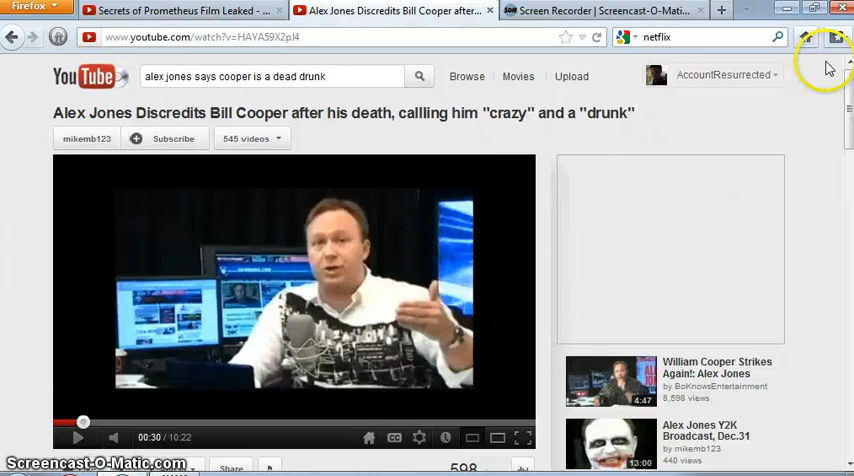 Firefox
Secrets of Prometheus Film Leaked - ...
Alex Jones Discredits Bill Cooper after...
Screen Recorder | Screencast-O-Mati...
www.youtube.com/watch?v=HAYA59X2pJ4
netflix
YouTube
alex jones says cooper is a dead drunk
Browse
Movies
Upload
AccountResurrected
Alex Jones Discredits Bill Cooper after his death, callling him "crazy" and a "drunk"
mikemb123
Subscribe
545 videos
William Cooper Strikes
Again!: Alex Jones
by BoKnowsEntertainment
8,598 views
4:47
Alex Jones Y2K
Broadcast, Dec.31
by mikemb123
440 views
13:00
00:30 / 10:22
CC
Share
598
Screencast-O-Matic.com